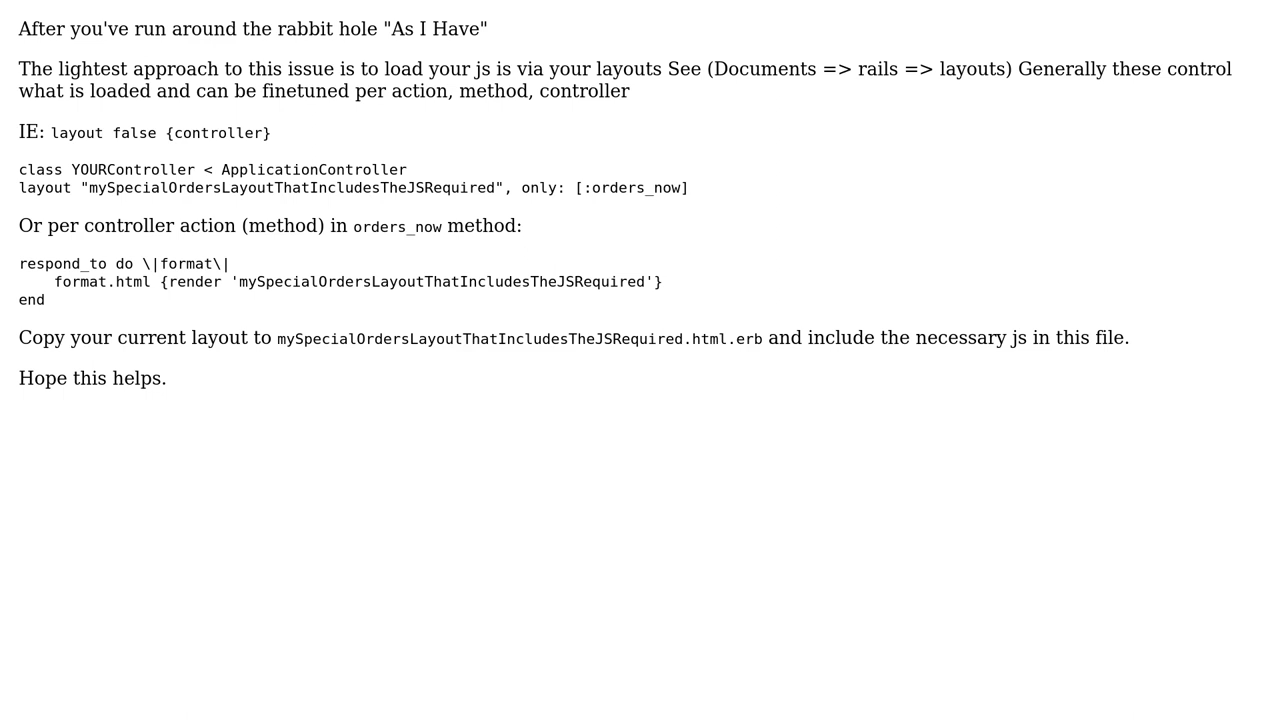 After you've run around the rabbit hole "As I Have"
The lightest approach to this issue is to load your js is via your layouts See (Documents => rails => layouts) Generally these control
what is loaded and can be finetuned per action, method, controller
IE: layout false {controller}
class YOURController < ApplicationController
layout "mySpecialOrdersLayoutThatIncludesTheJSRequired", only: [:orders_now]
Or per controller action (method) in orders_now method:
respond_to do \|format\|
    format.html {render 'mySpecialOrdersLayoutThatIncludesTheJSRequired'}
end
Copy your current layout to mySpecialOrdersLayoutThatIncludesTheJSRequired.html.erb and include the necessary js in this file.
Hope this helps.